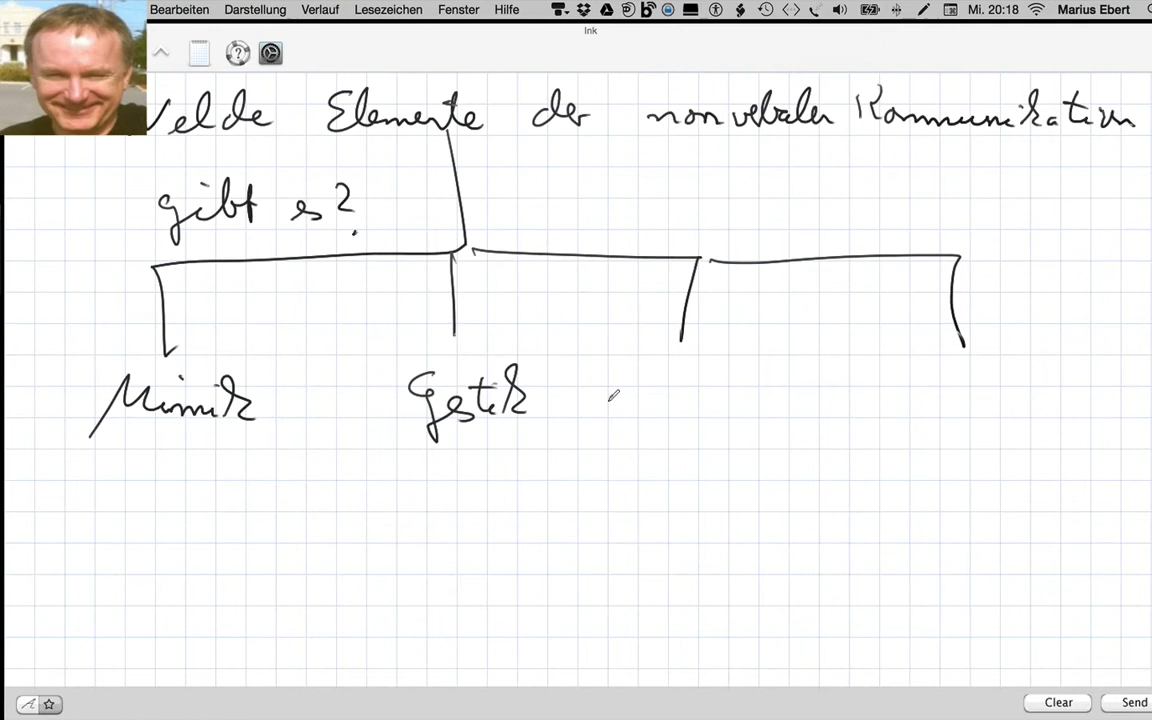 Bearbeiten Darstellung Verlauf Lesezeichen Fenster Hilfe Mi. 20:18 Marius Ebert
Ink
Welche Elemente der nonverbalen Kommunikation
gibt es?
Mimik Gestik
Clear Send